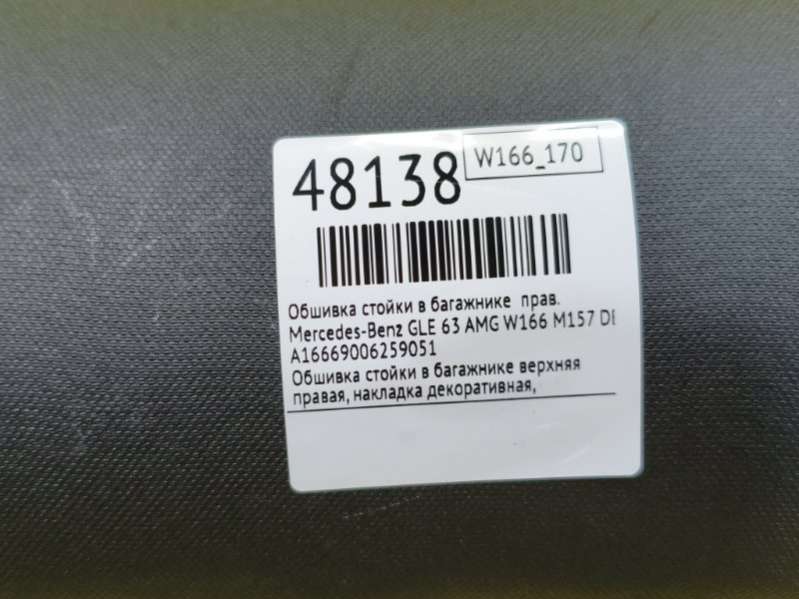 48138
W166_170
Обшивка стойки в багажнике прав.
Mercedes-Benz GLE 63 AMG W166 M157 DE
A16669006259051
Обшивка стойки в багажнике верхняя
правая, накладка декоративная,